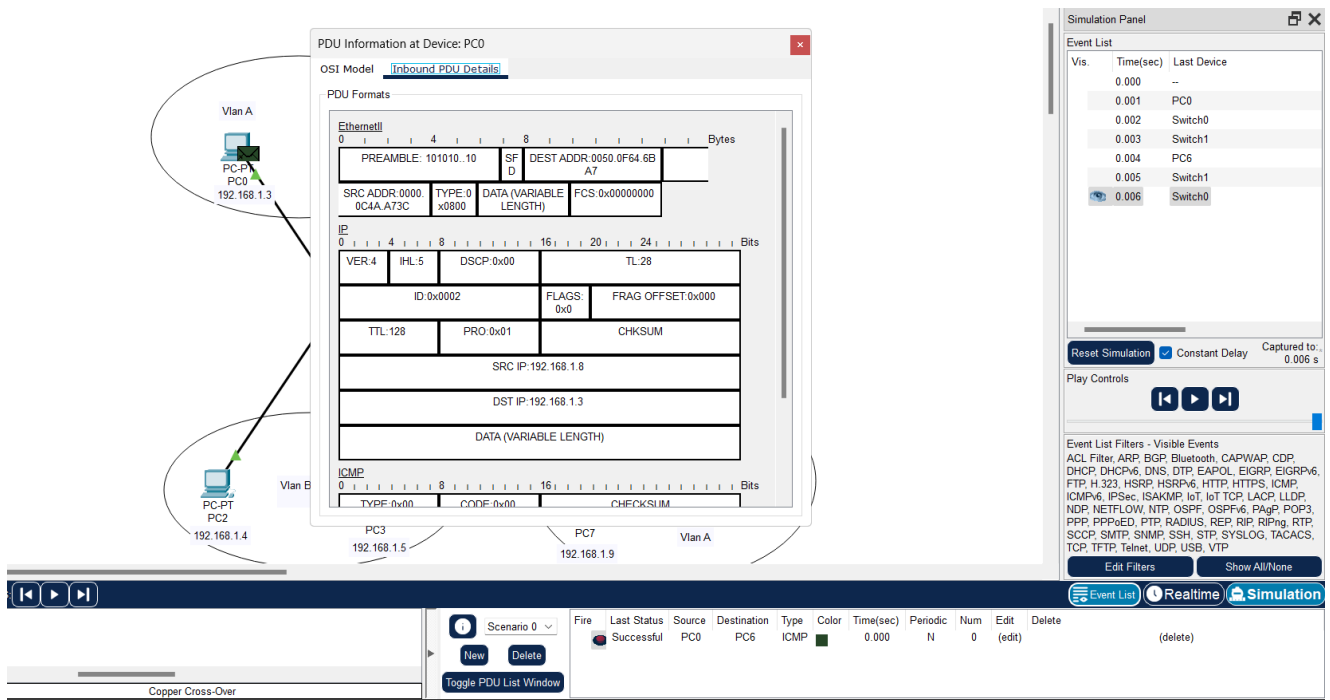 Vlan A
PC-PT
PC0
192.168.1.3
PC-PT
PC2
192.168.1.4
Vlan B
PC3
192.168.1.5
PC7
192.168.1.9
Vlan A
PDU Information at Device: PC0
OSI Model Inbound PDU Details
PDU Formats
EthernetII
0 4 8 Bytes
PREAMBLE: 101010..10
SF
D
DEST ADDR:0050.0F64.6B
A7
SRC ADDR:0000.
0C4A.A73C
TYPE:0
x0800
DATA (VARIABLE
LENGTH)
FCS:0x00000000
IP
0 4 8 16 20 24 Bits
VER:4 IHL:5 DSCP:0x00 TL:28
ID:0x0002
FLAGS:
0x0
FRAG OFFSET:0x000
TTL:128 PRO:0x01 CHKSUM
SRC IP:192.168.1.8
DST IP:192.168.1.3
DATA (VARIABLE LENGTH)
ICMP
0 8 16 Bits
TYPE:0x00 CODE:0x00 CHECKSUM
Simulation Panel
Event List
Vis. Time(sec) Last Device
0.000 --
0.001 PC0
0.002 Switch0
0.003 Switch1
0.004 PC6
0.005 Switch1
0.006 Switch0
Reset Simulation Constant Delay
Captured to:
0.006 s
Play Controls
Event List Filters - Visible Events
ACL Filter, ARP, BGP, Bluetooth, CAPWAP, CDP,
DHCP, DHCPv6, DNS, DTP, EAPOL, EIGRP, EIGRPv6,
FTP, H.323, HSRP, HSRPv6, HTTP, HTTPS, ICMP,
ICMPv6, IPSec, ISAKMP, IoT, IoT TCP, LACP, LLDP,
NDP, NETFLOW, NTP, OSPF, OSPFv6, PAgP, POP3,
PPP, PPPoED, PTP, RADIUS, REP, RIP, RIPng, RTP,
SCCP, SMTP, SNMP, SSH, STP, SYSLOG, TACACS,
TCP, TFTP, Telnet, UDP, USB, VTP
Edit Filters Show All/None
Event List Realtime Simulation
Scenario 0
New Delete
Toggle PDU List Window
Fire Last Status Source Destination Type Color Time(sec) Periodic Num Edit Delete
Successful PC0 PC6 ICMP 0.000 N 0 (edit) (delete)
Copper Cross-Over